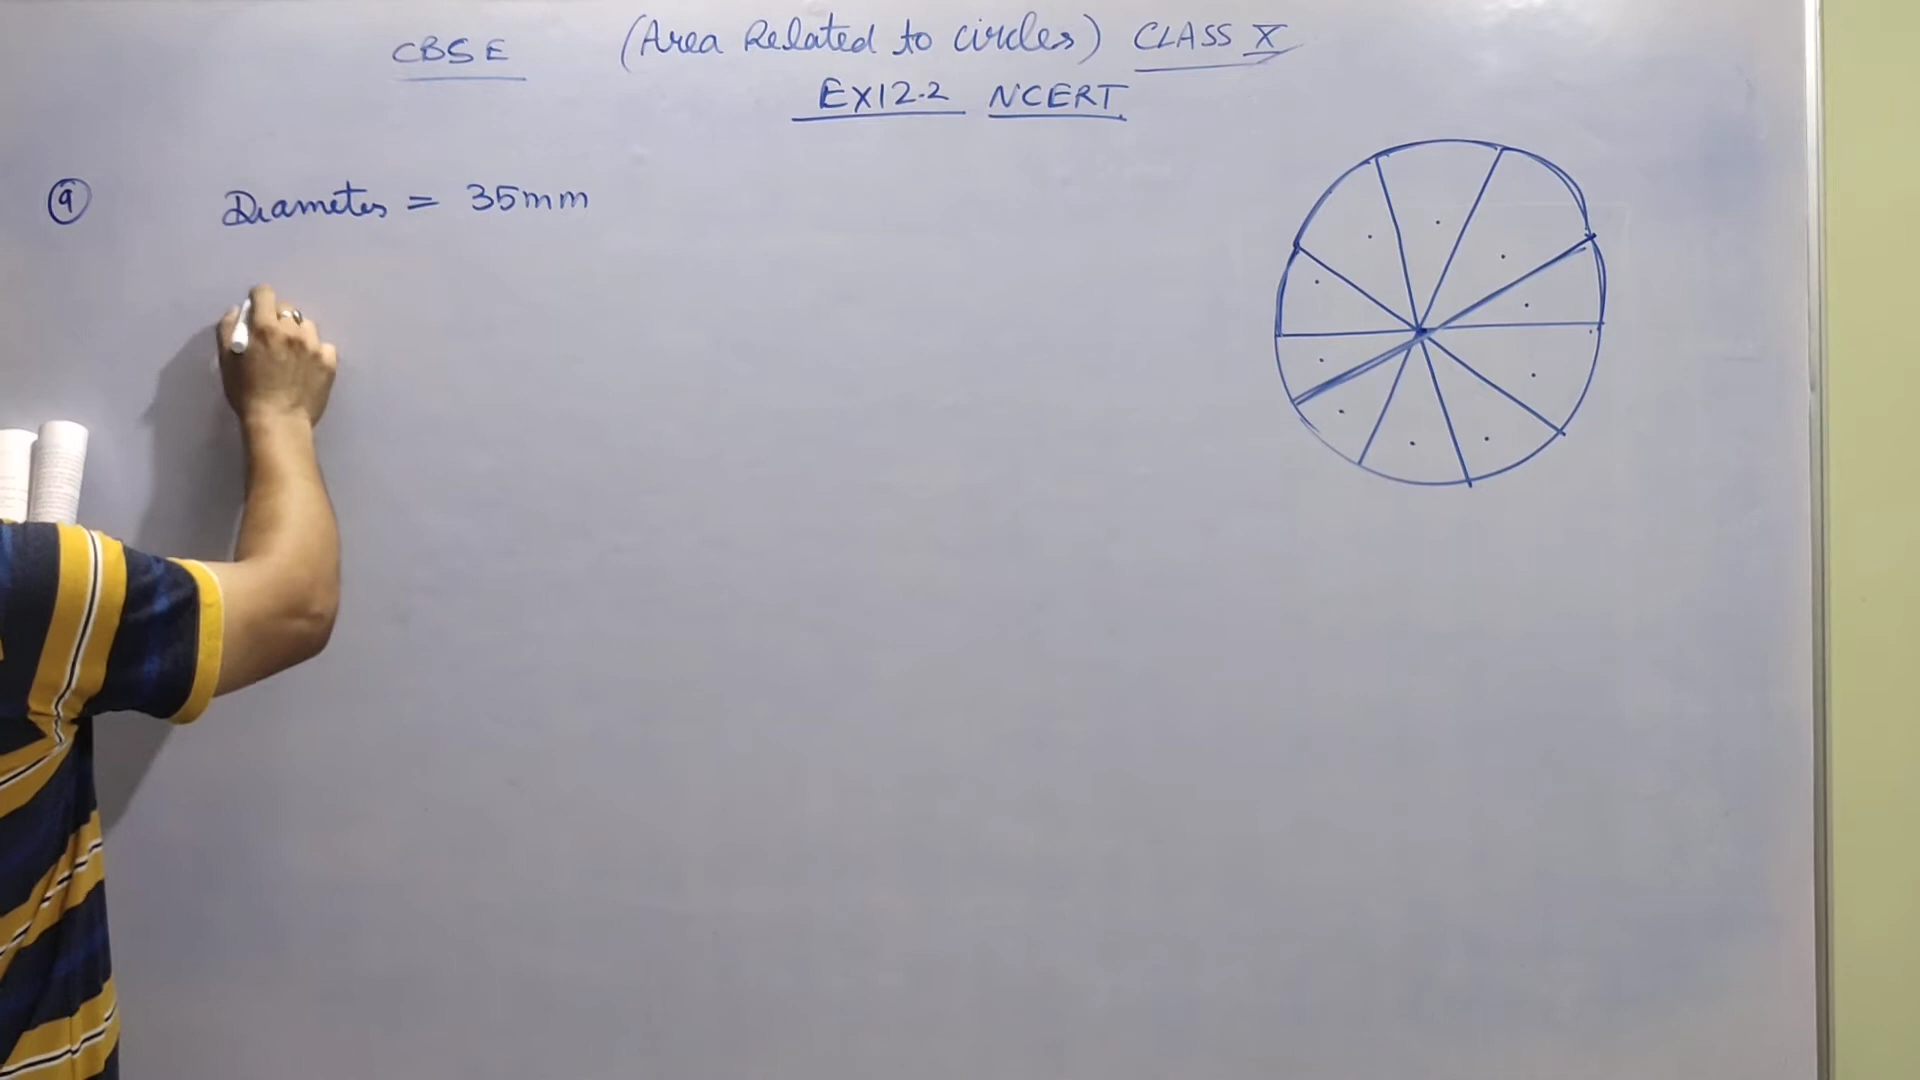 CBSE (Area Related to circles) CLASS X
EX12.2 NCERT
9 Diameter = 35mm